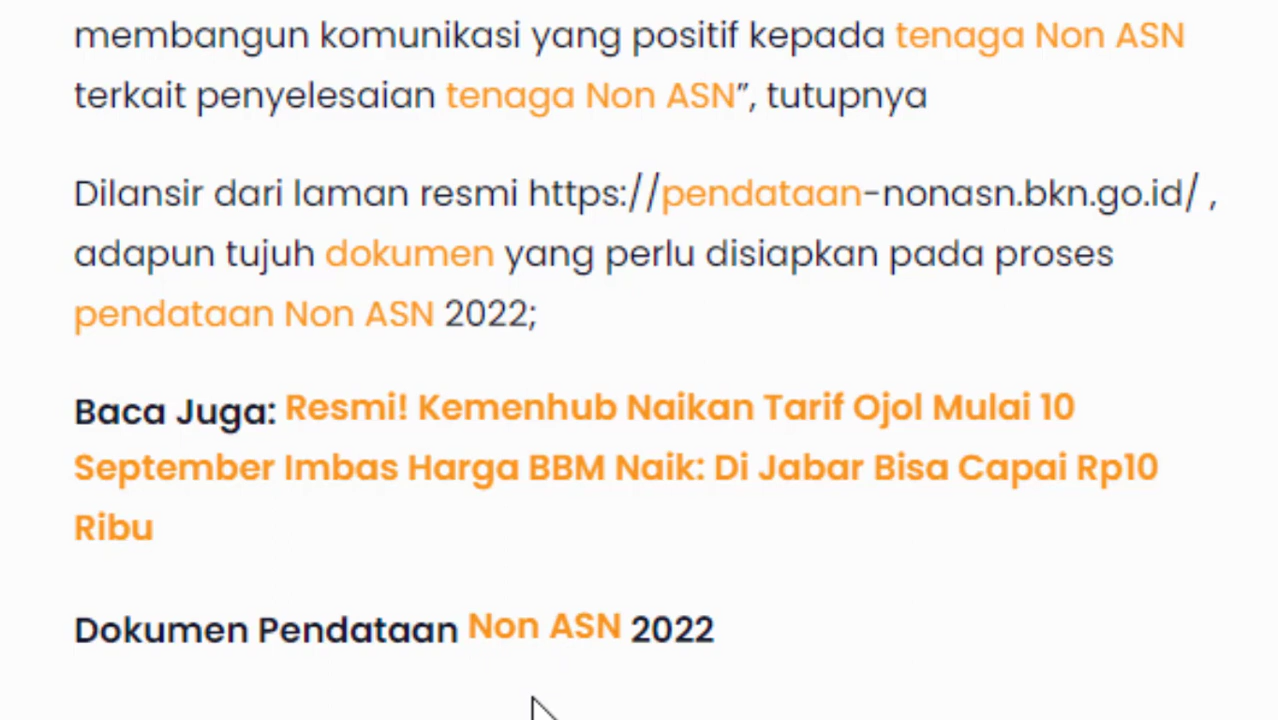 membangun komunikasi yang positif kepada tenaga Non ASN
terkait penyelesaian tenaga Non ASN”, tutupnya
Dilansir dari laman resmi https://pendataan-nonasn.bkn.go.id/ ,
adapun tujuh dokumen yang perlu disiapkan pada proses
pendataan Non ASN 2022;
Baca Juga: Resmi! Kemenhub Naikan Tarif Ojol Mulai 10
September Imbas Harga BBM Naik: Di Jabar Bisa Capai Rp10
Ribu
Dokumen Pendataan Non ASN 2022